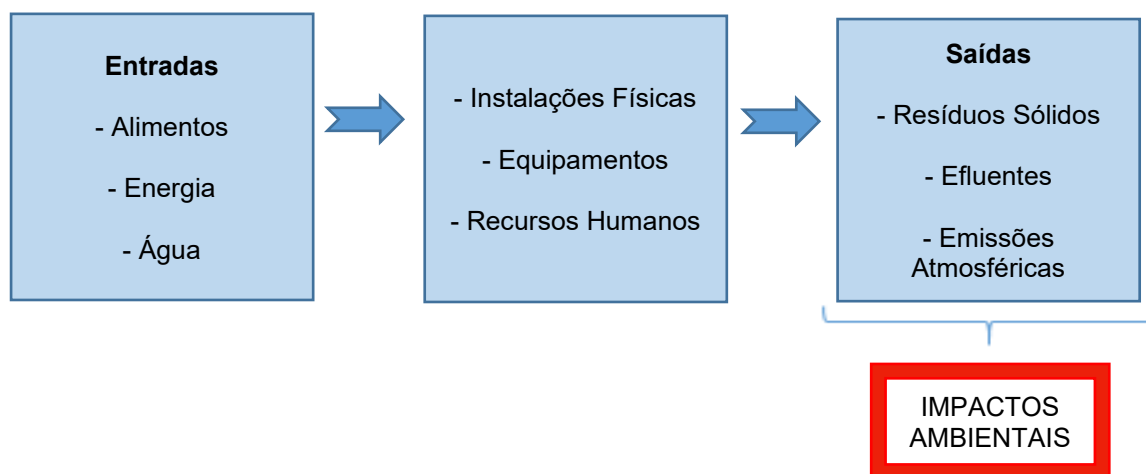 Entradas
- Alimentos
- Energia
- Água
- Instalações Físicas
- Equipamentos
- Recursos Humanos
Saídas
- Resíduos Sólidos
- Efluentes
- Emissões
Atmosféricas
IMPACTOS
AMBIENTAIS